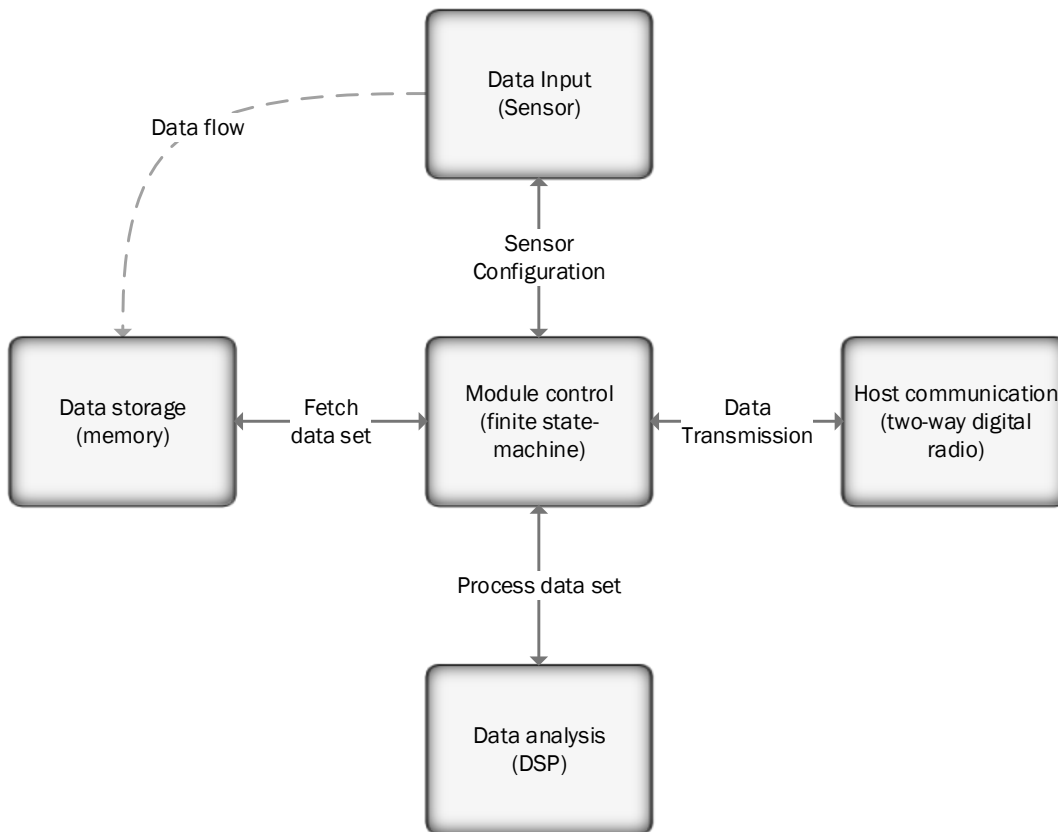 Data Input
(Sensor)
Data flow
Sensor
Configuration
Data storage
(memory)
Fetch
data set
Module control
(finite state-
machine)
Data
Transmission
Host communication
(two-way digital
radio)
Process data set
Data analysis
(DSP)